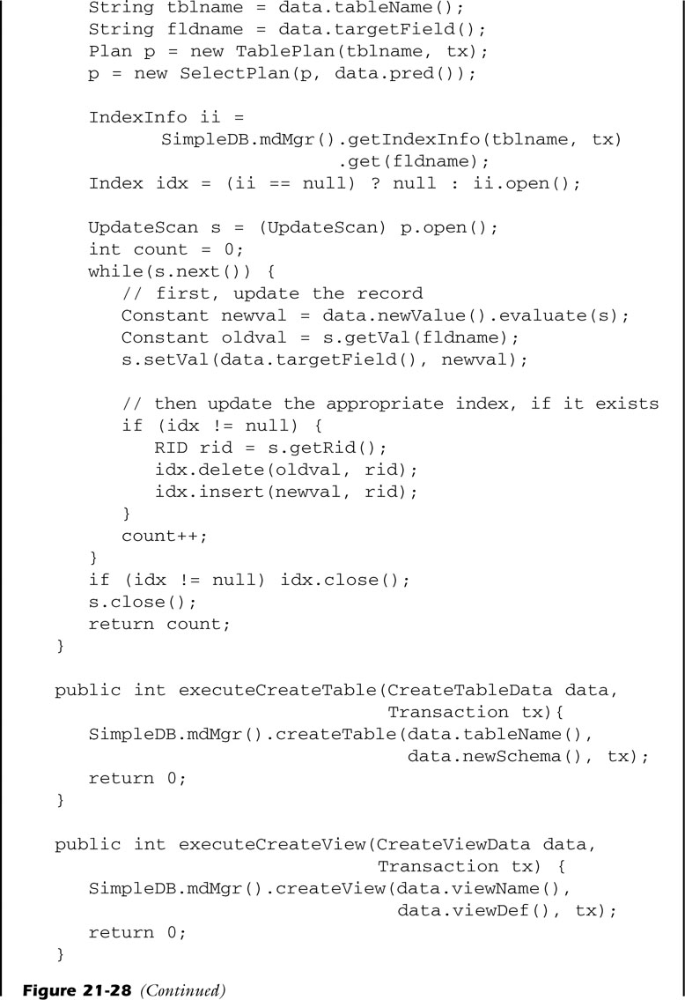 String tblname = data.tableName();
String fldname = data.targetField();
Plan p = new TablePlan(tblname, tx);
p = new SelectPlan(p, data.pred());

IndexInfo ii =
SimpleDB.mdMgr().getIndexInfo(tblname, tx)
.get(fldname);
Index idx = (ii == null) ? null : ii.open();

UpdateScan s = (UpdateScan) p.open();
int count = 0;
while(s.next()) {
// first, update the record
Constant newval = data.newValue().evaluate(s);
Constant oldval = s.getVal(fldname);
s.setVal(data.targetField(), newval);

// then update the appropriate index, if it exists
if (idx != null) {
RID rid = s.getRid();
idx.delete(oldval, rid);
idx.insert(newval, rid);
}
count++;
}
if (idx != null) idx.close();
s.close();
return count;
}

public int executeCreateTable(CreateTableData data,
Transaction tx){
SimpleDB.mdMgr().createTable(data.tableName(),
data.newSchema(), tx);
return 0;
}

public int executeCreateView(CreateViewData data,
Transaction tx) {
SimpleDB.mdMgr().createView(data.viewName(),
data.viewDef(), tx);
return 0;
}
Figure 21-28 (Continued)